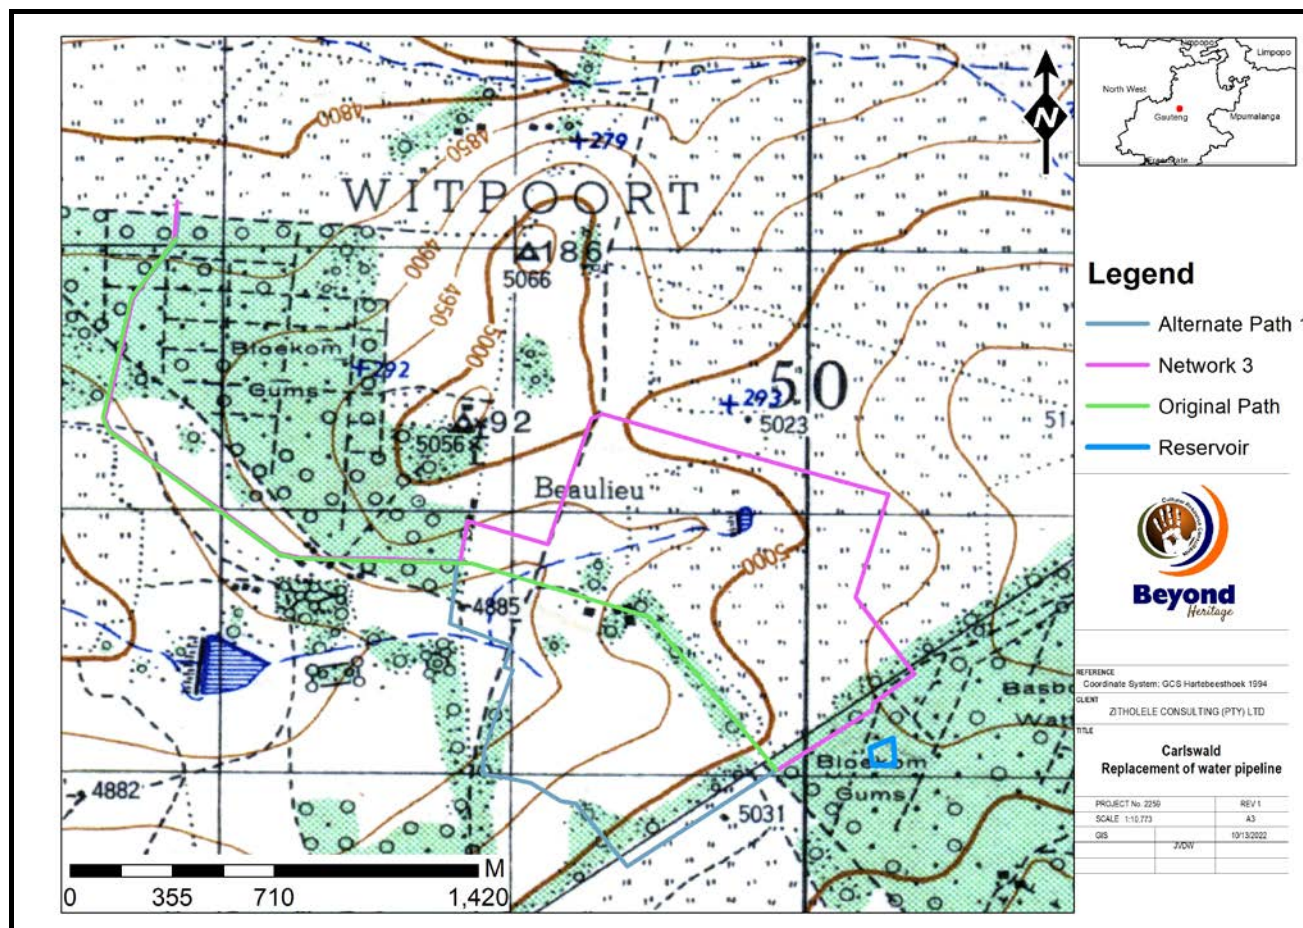 4800
4850
279
N
WITPOORT
4900
186
5066
4950
5000
Bloekom
292
Gums
50
293
5023
51
92
5056
Beaulieu
5000
4885
Basb
Watt
Bloekom
Gums
4882
5031
M
0 355 710 1,420
Limpopo
Limpopo
North West
Gauteng
Mpumalanga
Legend
Alternate Path 1
Network 3
Original Path
Reservoir
Beyond
Heritage
REFERENCE
Coordinate System: GCS Hartebeesthoek 1994
CLIENT
ZITHOLELE CONSULTING (PTY) LTD
TITLE
Carlswald
Replacement of water pipeline
PROJECT No. 2259 REV 1
SCALE 1:10,773 A3
GIS 10/13/2022
JVDW